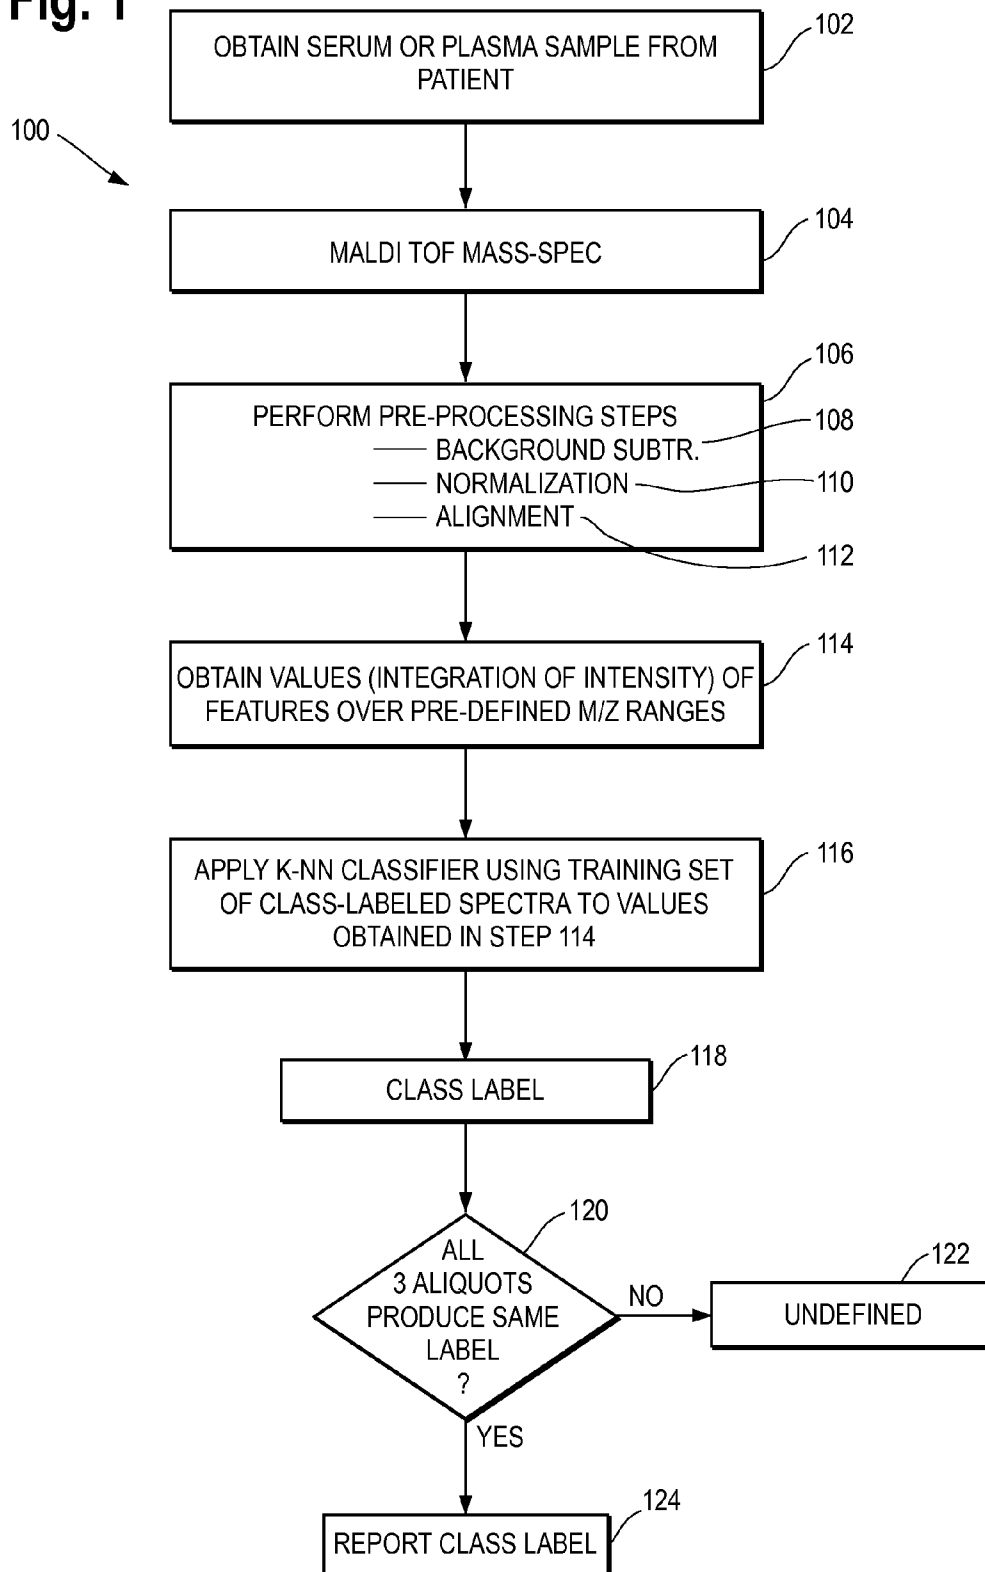 Fig. 1
OBTAIN SERUM OR PLASMA SAMPLE FROM
PATIENT
102
100
MALDI TOF MASS-SPEC
104
106
PERFORM PRE-PROCESSING STEPS
BACKGROUND SUBTR.
108
NORMALIZATION
110
ALIGNMENT
112
114
OBTAIN VALUES (INTEGRATION OF INTENSITY) OF
FEATURES OVER PRE-DEFINED M/Z RANGES
APPLY K-NN CLASSIFIER USING TRAINING SET
OF CLASS-LABELED SPECTRA TO VALUES
OBTAINED IN STEP 114
116
118
CLASS LABEL
120
ALL
3 ALIQUOTS
PRODUCE SAME
LABEL
?
NO
122
UNDEFINED
YES
124
REPORT CLASS LABEL